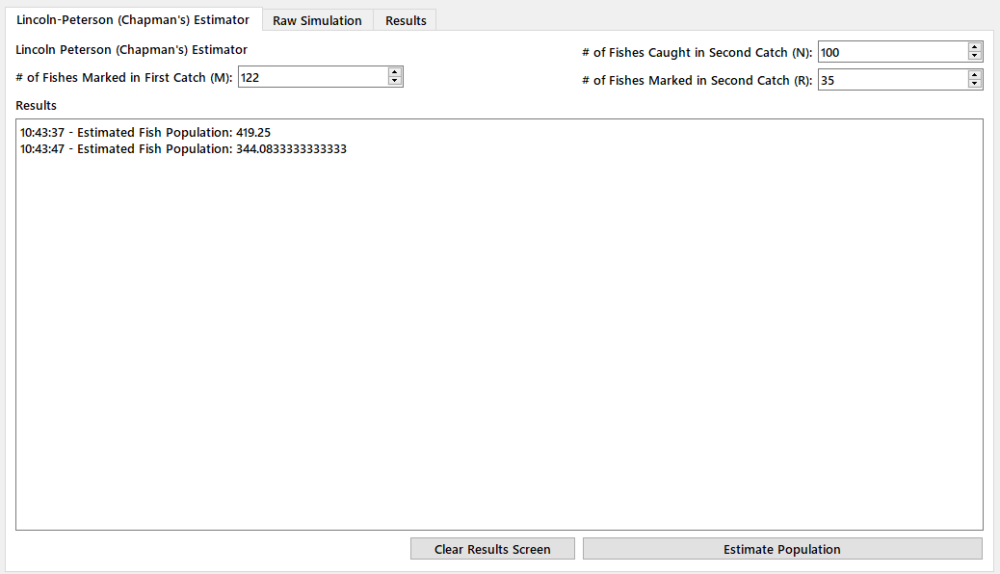 Lincoln-Peterson (Chapman's) Estimator
Raw Simulation
Results
Lincoln Peterson (Chapman's) Estimator
# of Fishes Marked in First Catch (M): 122
# of Fishes Caught in Second Catch (N): 100
# of Fishes Marked in Second Catch (R): 35
Results
10:43:37 - Estimated Fish Population: 419.25
10:43:47 - Estimated Fish Population: 344.0833333333333
Clear Results Screen
Estimate Population